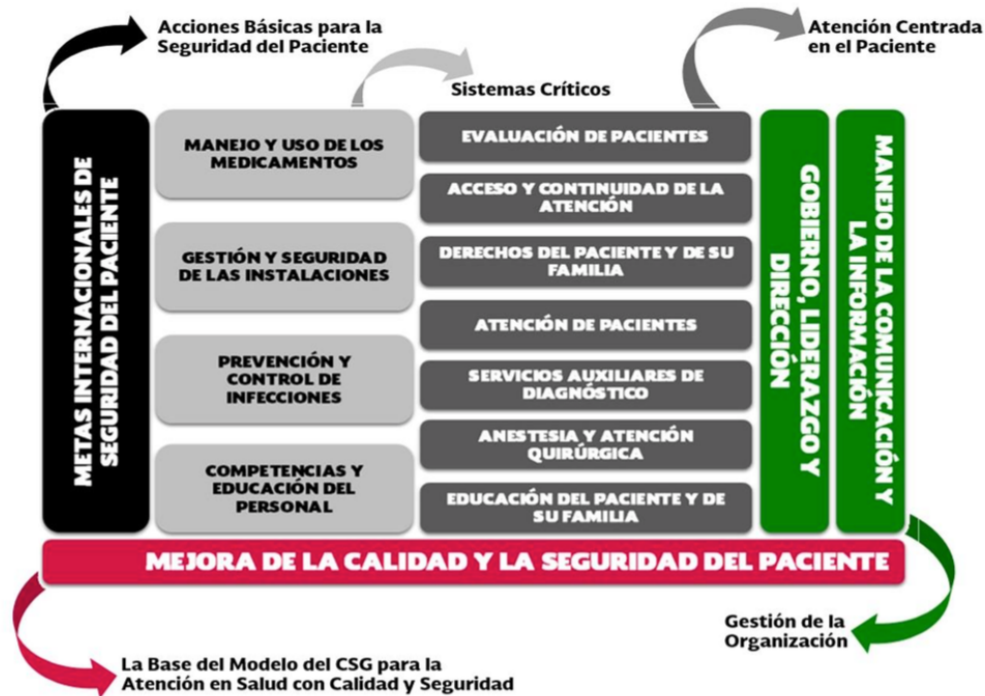 Acciones Básicas para la
Seguridad del Paciente
Atención Centrada
en el Paciente
Sistemas Críticos
METAS INTERNACIONALES DE
SEGURIDAD DEL PACIENTE
MANEJO Y USO DE LOS
MEDICAMENTOS
GESTIÓN Y SEGURIDAD
DE LAS INSTALACIONES
PREVENCIÓN Y
CONTROL DE
INFECCIONES
COMPETENCIAS Y
EDUCACIÓN DEL
PERSONAL
EVALUACIÓN DE PACIENTES
ACCESO Y CONTINUIDAD DE LA
ATENCIÓN
DERECHOS DEL PACIENTE Y DE SU
FAMILIA
ATENCIÓN DE PACIENTES
SERVICIOS AUXILIARES DE
DIAGNÓSTICO
ANESTESIA Y ATENCIÓN
QUIRÚRGICA
EDUCACIÓN DEL PACIENTE Y DE
SU FAMILIA
GOBIERNO, LIDERAZGO Y
DIRECCIÓN
MANEJO DE LA COMUNICACIÓN Y
LA INFORMACIÓN
MEJORA DE LA CALIDAD Y LA SEGURIDAD DEL PACIENTE
Gestión de la
Organización
La Base del Modelo del CSG para la
Atención en Salud con Calidad y Seguridad